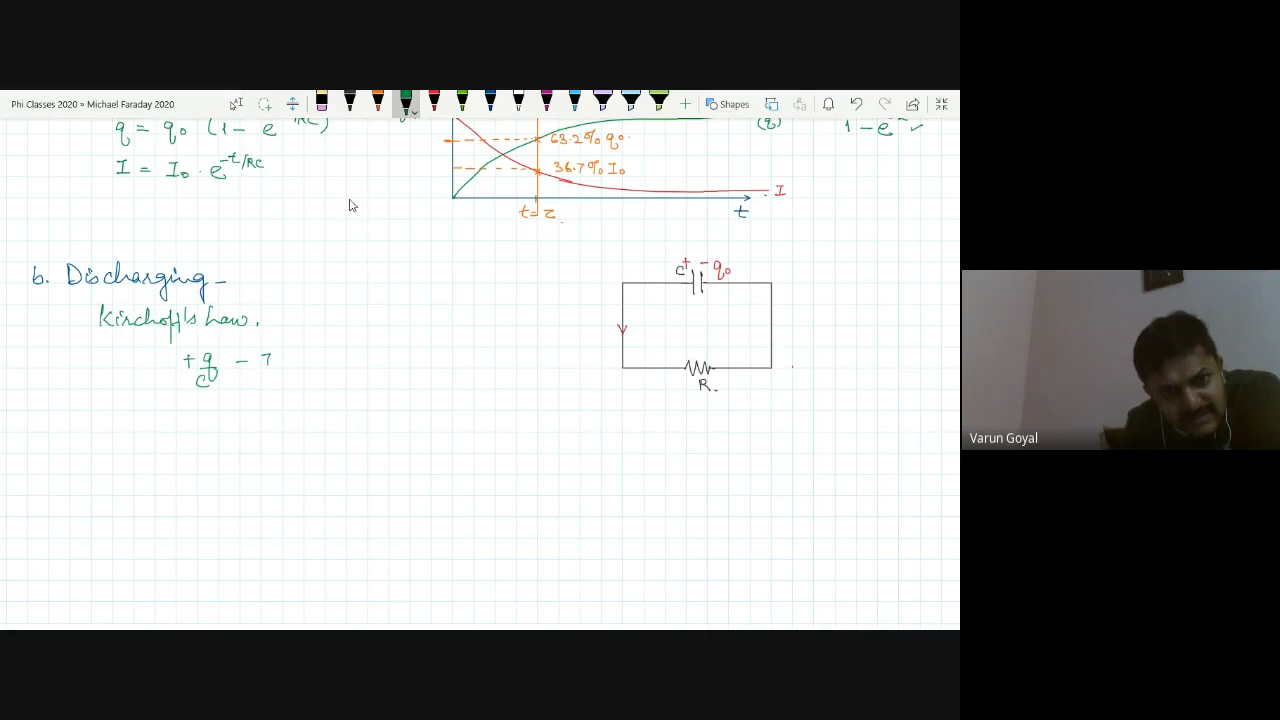 Phi Classes 2020 » Michael Faraday 2020
Shapes
q = q₀ (1 - e^-t/RC)
I = I₀ · e^-t/RC
63.2% q₀
36.7% I₀
(q)
I
t = τ
t
b. Discharging -
Kirchoff's Law.
+ q/C -
C + - q₀
R
Varun Goyal